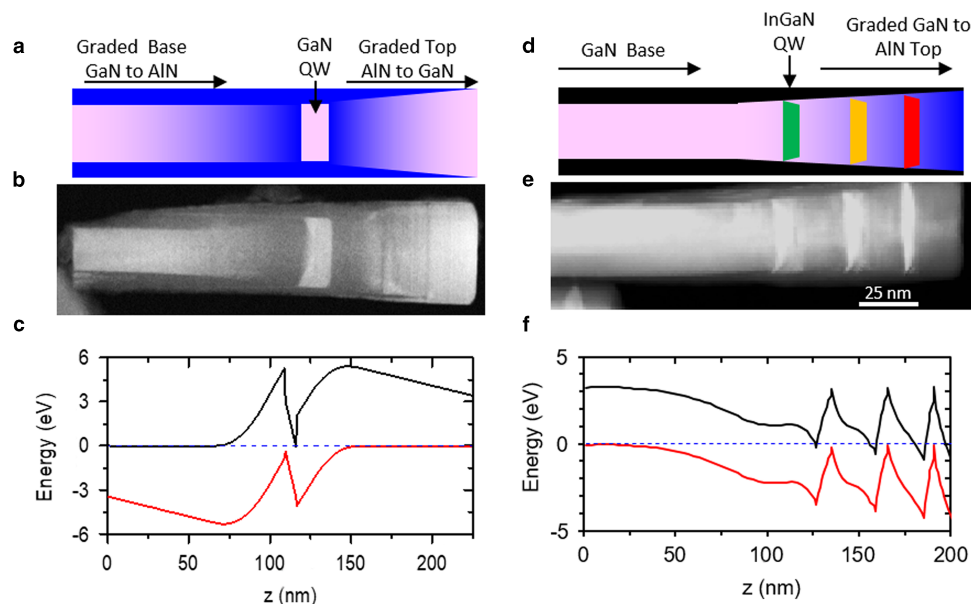 a
Graded Base
GaN to AlN
GaN
QW
Graded Top
AlN to GaN
b
c
Energy (eV)
6
3
0
-3
-6
0
50
100
150
200
z (nm)
d
GaN Base
InGaN
QW
Graded GaN to
AlN Top
e
25 nm
f
Energy (eV)
5
0
-5
0
50
100
150
200
z (nm)